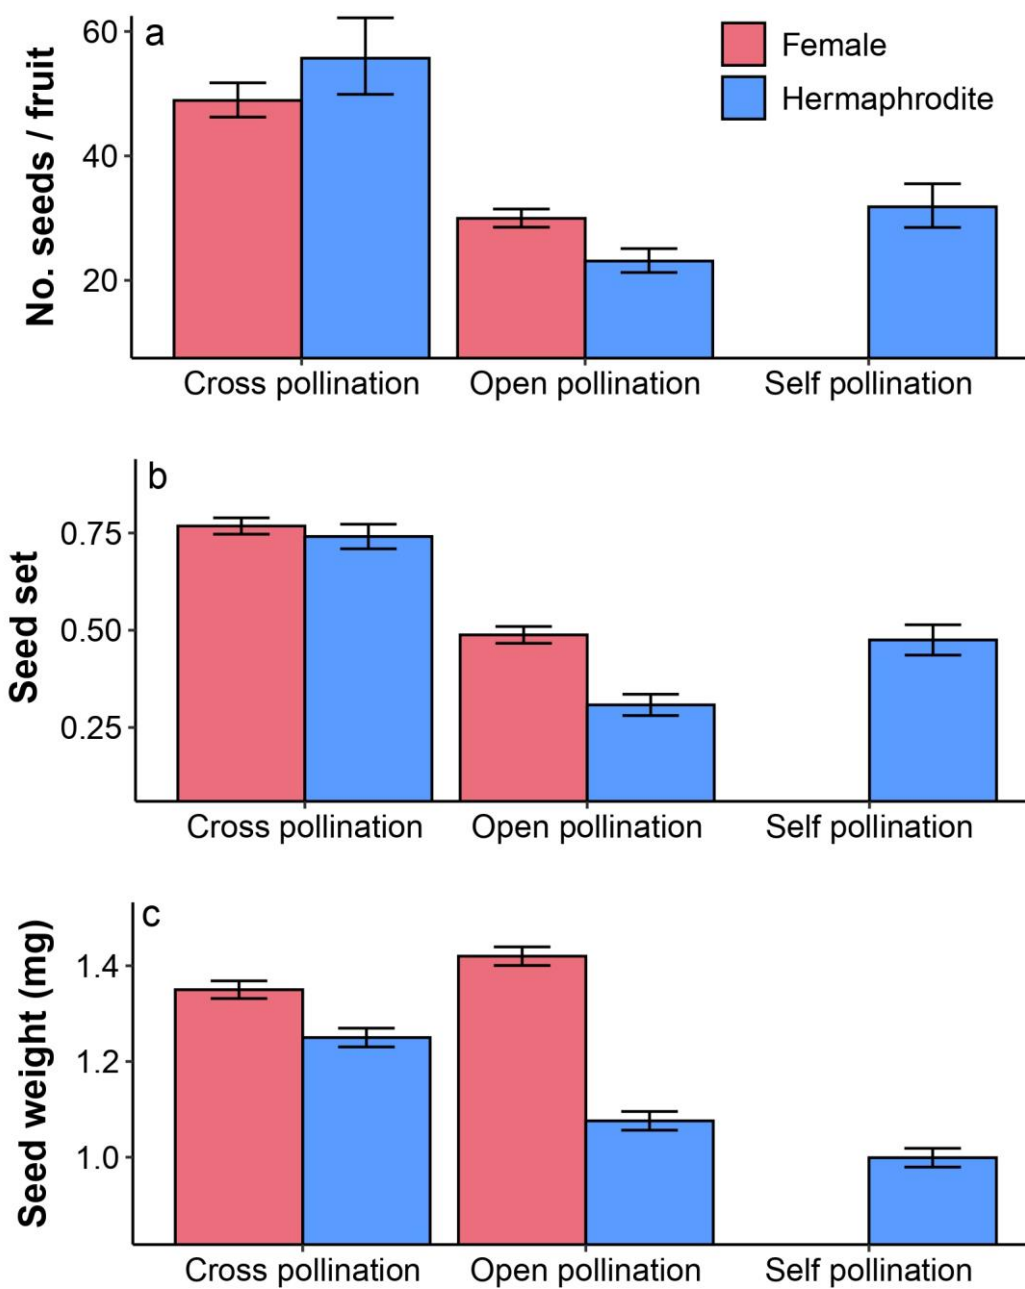 a
Female
Hermaphrodite
No. seeds / fruit
60
40
20
Cross pollination
Open pollination
Self pollination
b
Seed set
0.75
0.50
0.25
Cross pollination
Open pollination
Self pollination
c
Seed weight (mg)
1.4
1.2
1.0
Cross pollination
Open pollination
Self pollination